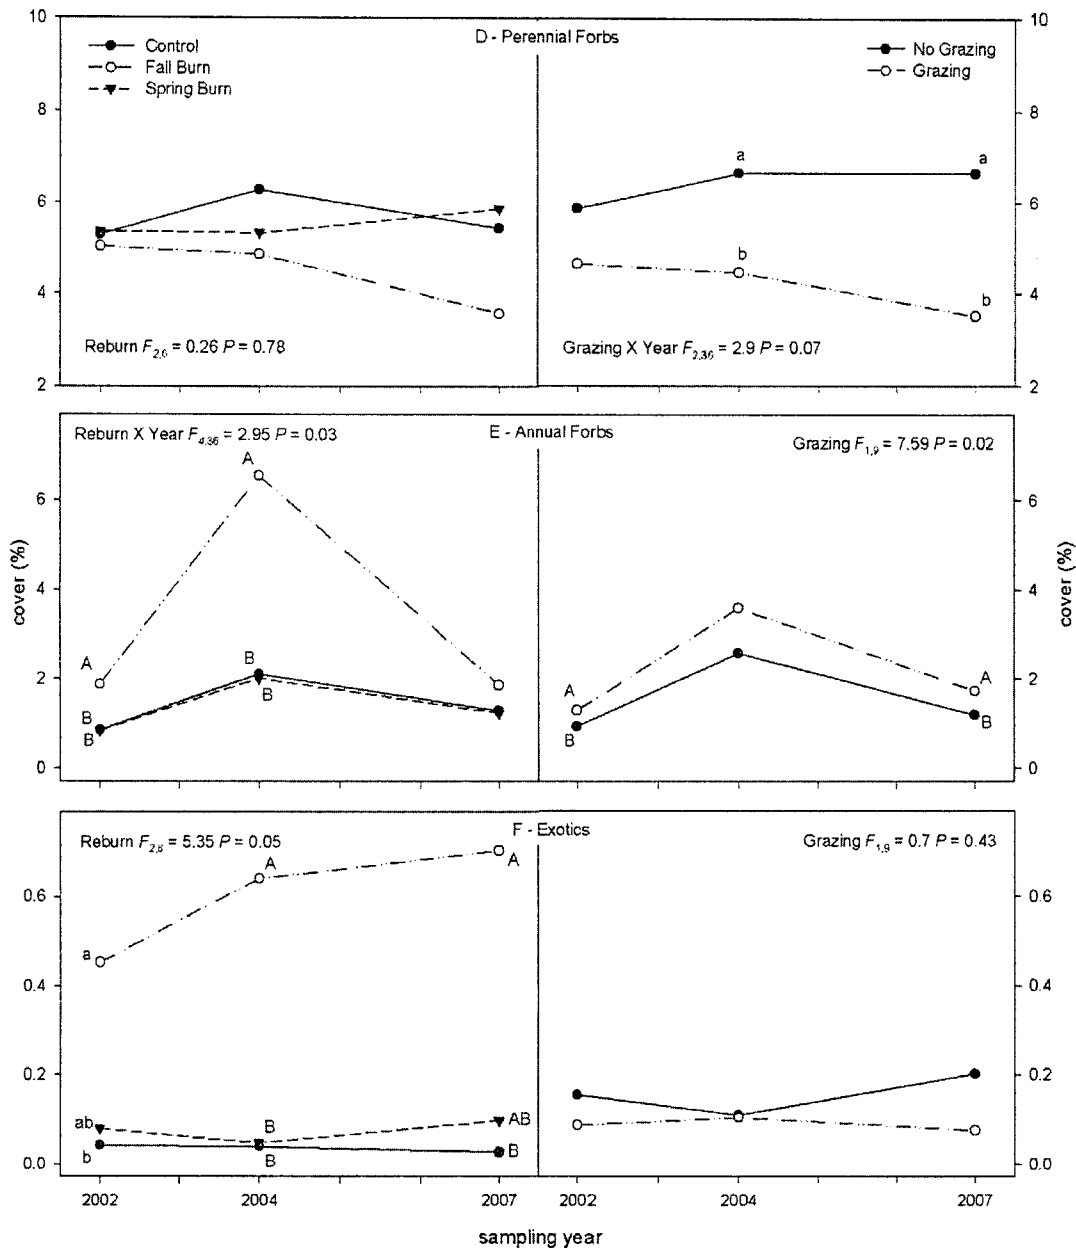 D - Perennial Forbs
Control
Fall Burn
Spring Burn
No Grazing
Grazing
10
8
6
4
2
10
8
6
4
2
a
a
b
b
Reburn F2,6 = 0.26 P = 0.78
Grazing X Year F2,36 = 2.9 P = 0.07
Reburn X Year F4,36 = 2.95 P = 0.03
E - Annual Forbs
Grazing F1,9 = 7.59 P = 0.02
6
4
2
0
6
4
2
0
A
A
B
B
B
B
A
B
A
B
cover (%)
cover (%)
F - Exotics
Reburn F2,6 = 5.35 P = 0.05
Grazing F1,9 = 0.7 P = 0.43
0.6
0.4
0.2
0.0
0.6
0.4
0.2
0.0
a
A
A
ab
b
B
B
AB
B
2002
2004
2007
2002
2004
2007
sampling year